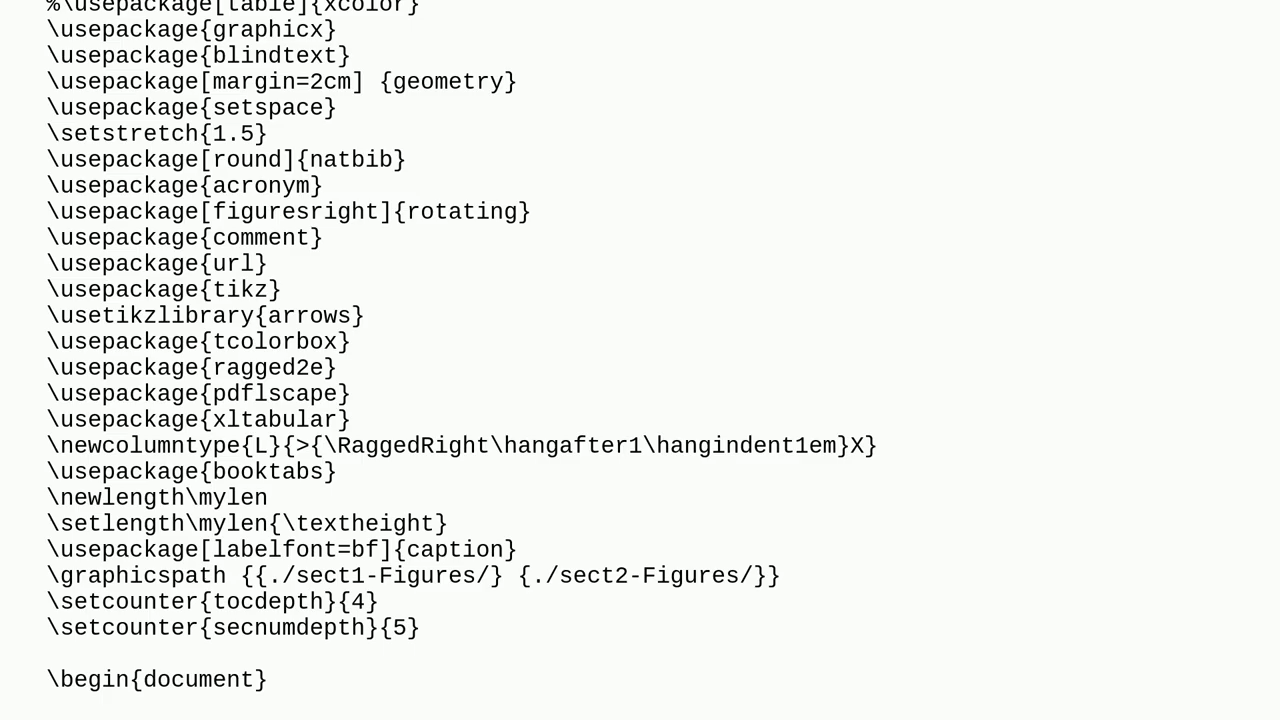 %\usepackage[table]{xcolor}
\usepackage{graphicx}
\usepackage{blindtext}
\usepackage[margin=2cm] {geometry}
\usepackage{setspace}
\setstretch{1.5}
\usepackage[round]{natbib}
\usepackage{acronym}
\usepackage[figuresright]{rotating}
\usepackage{comment}
\usepackage{url}
\usepackage{tikz}
\usetikzlibrary{arrows}
\usepackage{tcolorbox}
\usepackage{ragged2e}
\usepackage{pdflscape}
\usepackage{xltabular}
\newcolumntype{L}{>{\RaggedRight\hangafter1\hangindent1em}X}
\usepackage{booktabs}
\newlength\mylen
\setlength\mylen{\textheight}
\usepackage[labelfont=bf]{caption}
\graphicspath {{./sect1-Figures/} {./sect2-Figures/}}
\setcounter{tocdepth}{4}
\setcounter{secnumdepth}{5}
\begin{document}